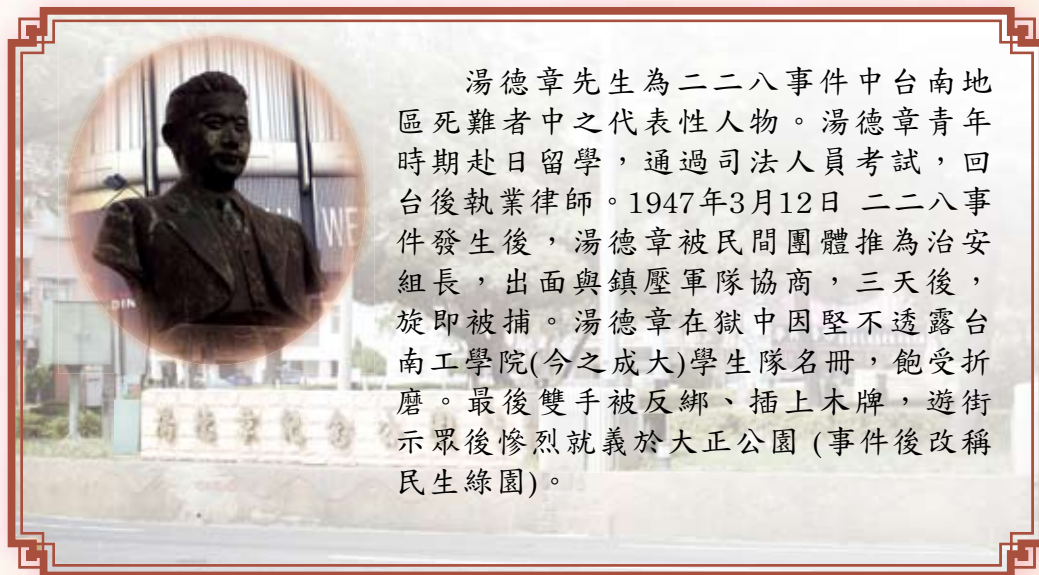 湯德章先生為二二八事件中台南地
區死難者中之代表性人物。湯德章青年
時期赴日留學，通過司法人員考試，回
台後執業律師。1947年3月12日 二二八事
件發生後，湯德章被民間團體推為治安
組長，出面與鎮壓軍隊協商，三天後，
旋即被捕。湯德章在獄中因堅不透露台
南工學院(今之成大)學生隊名冊，飽受折
磨。最後雙手被反綁、插上木牌，遊街
示眾後慘烈就義於大正公園 (事件後改稱
民生綠園)。
WE
DIN